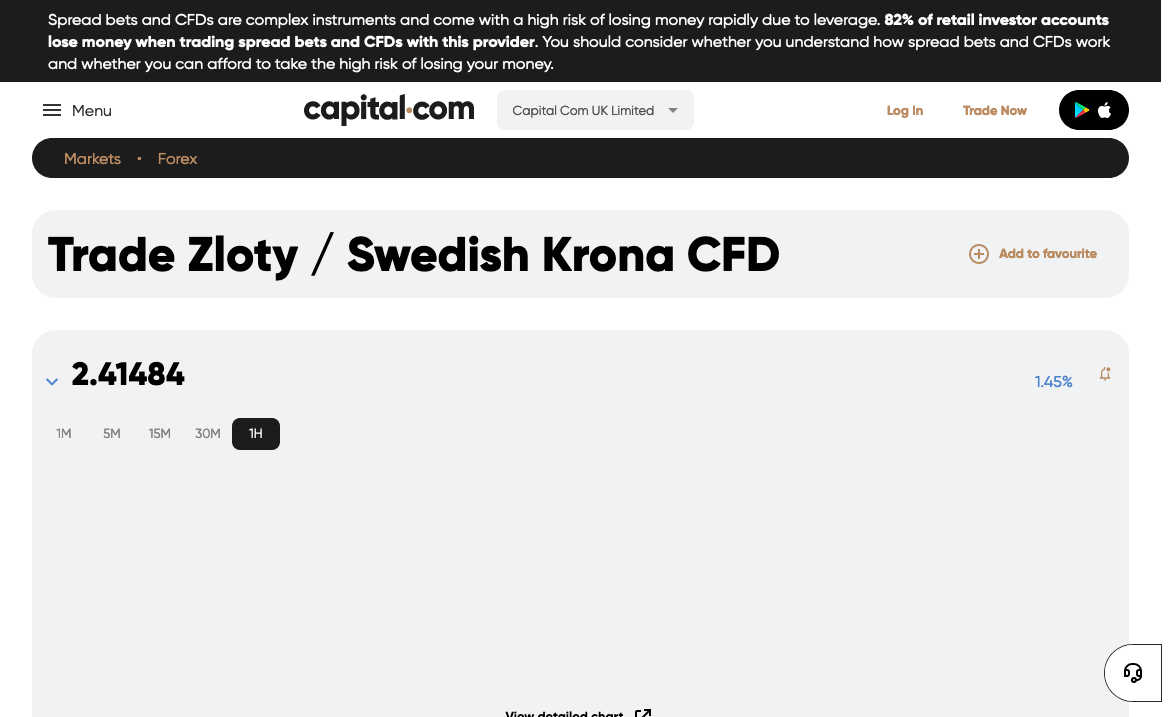 Spread bets and CFDs are complex instruments and come with a high risk of losing money rapidly due to leverage. 82% of retail investor accounts
lose money when trading spread bets and CFDs with this provider. You should consider whether you understand how spread bets and CFDs work
and whether you can afford to take the high risk of losing your money.
Menu
capital.com
Capital Com UK Limited
Log In
Trade Now
Markets • Forex
Trade Zloty / Swedish Krona CFD
Add to favourite
2.41484
1.45%
1M 5M 15M 30M 1H
View detailed chart